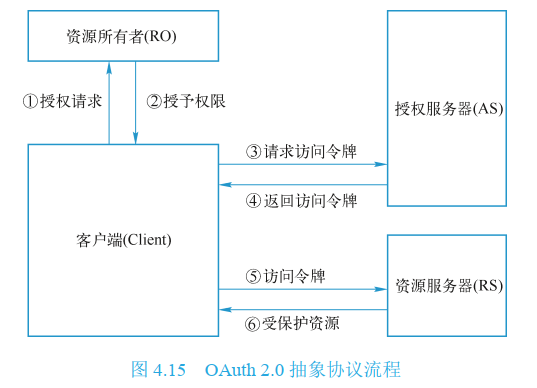 资源所有者(RO)
①授权请求
②授予权限
授权服务器(AS)
③请求访问令牌
④返回访问令牌
客户端(Client)
⑤访问令牌
资源服务器(RS)
⑥受保护资源
图 4.15 OAuth 2.0 抽象协议流程